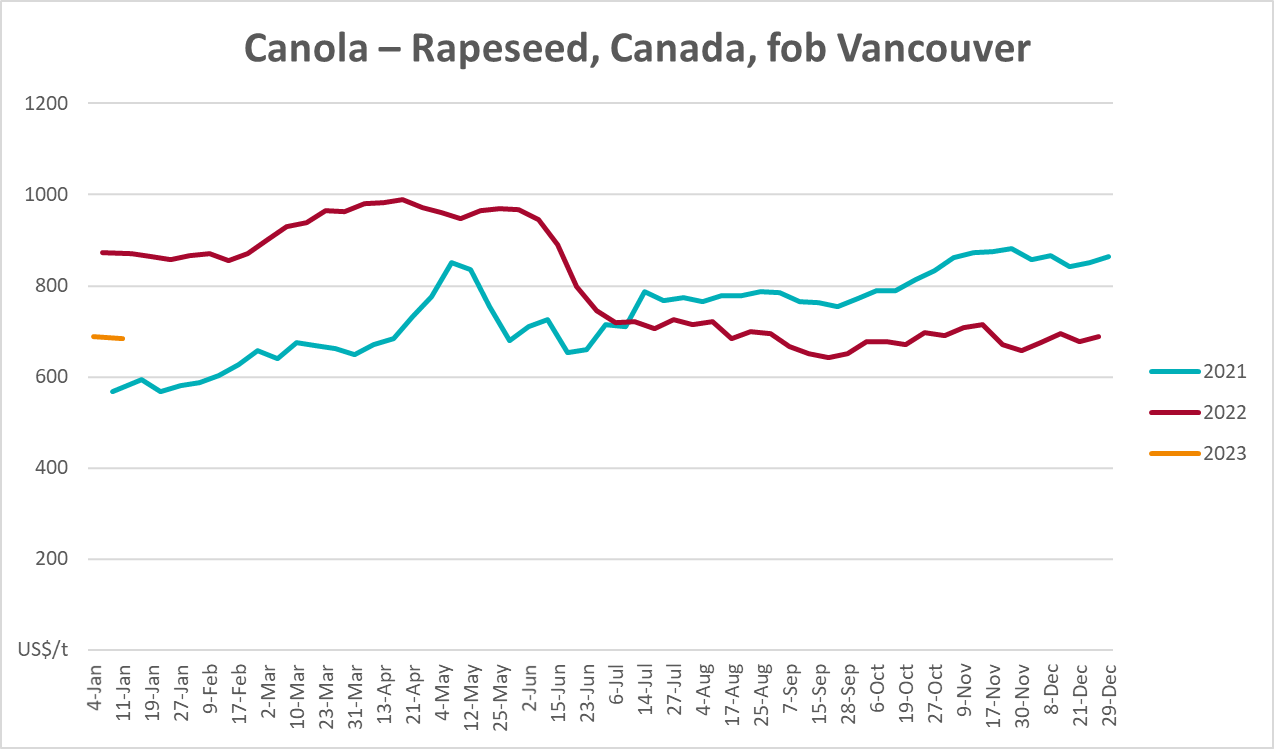 Canola – Rapeseed, Canada, fob Vancouver
1200
1000
800
600
400
200
US$/t
4-Jan
11-Jan
19-Jan
27-Jan
9-Feb
17-Feb
2-Mar
10-Mar
23-Mar
31-Mar
13-Apr
21-Apr
4-May
12-May
25-May
2-Jun
15-Jun
23-Jun
6-Jul
14-Jul
27-Jul
4-Aug
17-Aug
25-Aug
7-Sep
15-Sep
28-Sep
6-Oct
19-Oct
27-Oct
9-Nov
17-Nov
30-Nov
8-Dec
21-Dec
29-Dec
2021
2022
2023